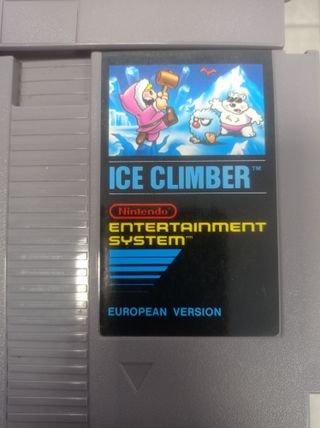 ICE CLIMBER™
Nintendo®
ENTERTAINMENT
SYSTEM™
EUROPEAN VERSION